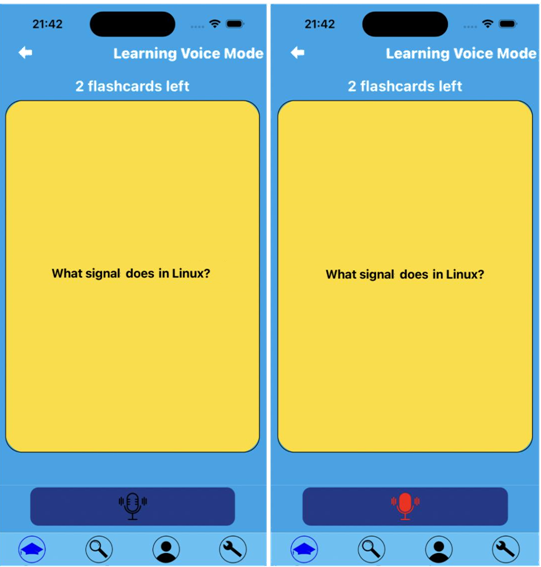 21:42
Learning Voice Mode
2 flashcards left
What signal does in Linux?
21:42
Learning Voice Mode
2 flashcards left
What signal does in Linux?